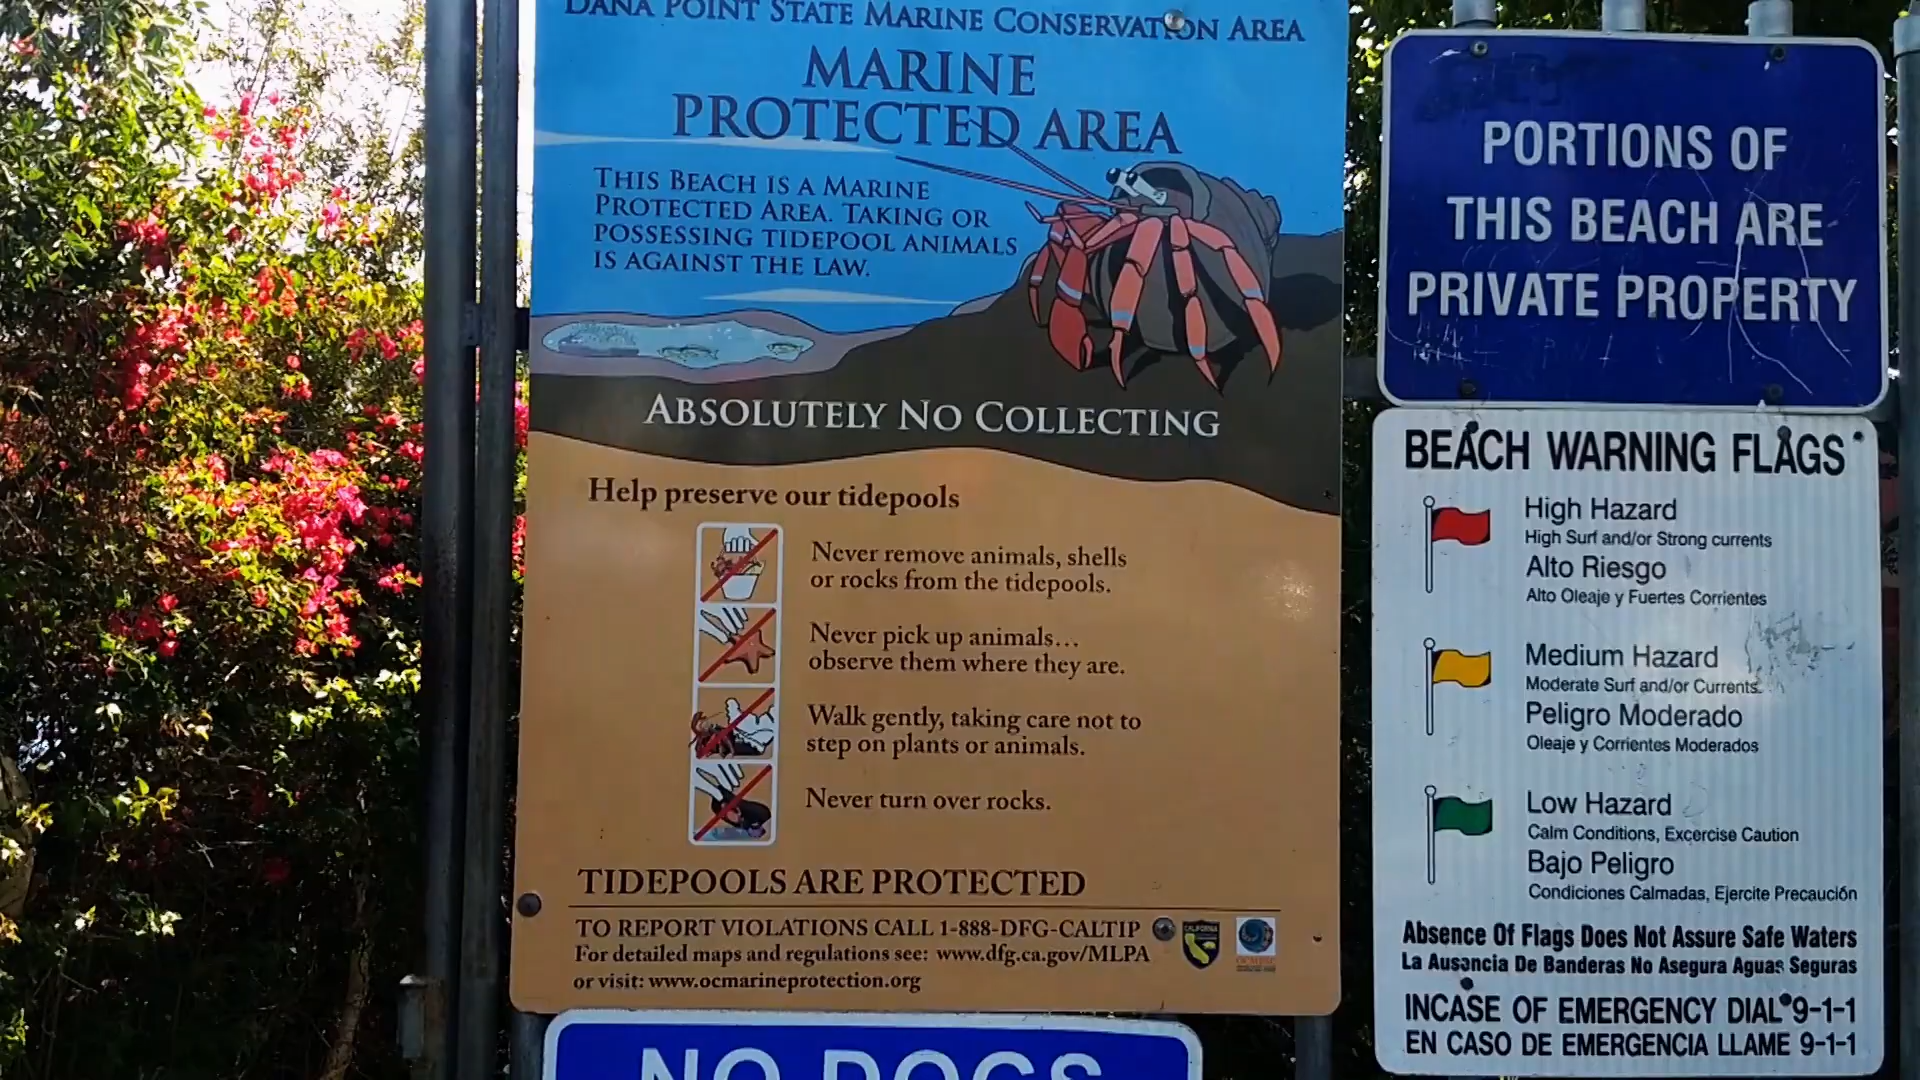 DANA POINT STATE MARINE CONSERVATION AREA
MARINE
PROTECTED AREA
THIS BEACH IS A MARINE
PROTECTED AREA. TAKING OR
POSSESSING TIDEPOOL ANIMALS
IS AGAINST THE LAW.
ABSOLUTELY NO COLLECTING
Help preserve our tidepools
Never remove animals, shells
or rocks from the tidepools.
Never pick up animals...
observe them where they are.
Walk gently, taking care not to
step on plants or animals.
Never turn over rocks.
TIDEPOOLS ARE PROTECTED
TO REPORT VIOLATIONS CALL 1-888-DFG-CALTIP
For detailed maps and regulations see: www.dfg.ca.gov/MLPA
or visit: www.ocmarineprotection.org
CALIFORNIA
NO DOGS
PORTIONS OF
THIS BEACH ARE
PRIVATE PROPERTY
BEACH WARNING FLAGS
High Hazard
High Surf and/or Strong currents
Alto Riesgo
Alto Oleaje y Fuertes Corrientes
Medium Hazard
Moderate Surf and/or Currents
Peligro Moderado
Oleaje y Corrientes Moderados
Low Hazard
Calm Conditions, Excercise Caution
Bajo Peligro
Condiciones Calmadas, Ejercite Precaución
Absence Of Flags Does Not Assure Safe Waters
La Ausancia De Banderas No Asegura Aguas Seguras
INCASE OF EMERGENCY DIAL 9-1-1
EN CASO DE EMERGENCIA LLAME 9-1-1